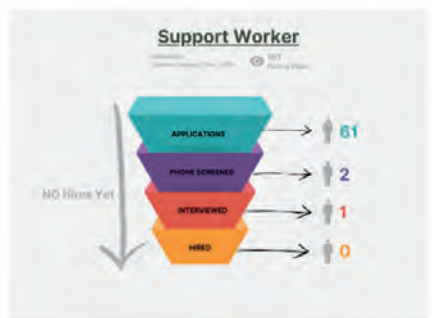 Support Worker
APPLICATIONS
61
PHONE SCREENED
2
NO Hires Yet
INTERVIEWED
1
HIRED
0